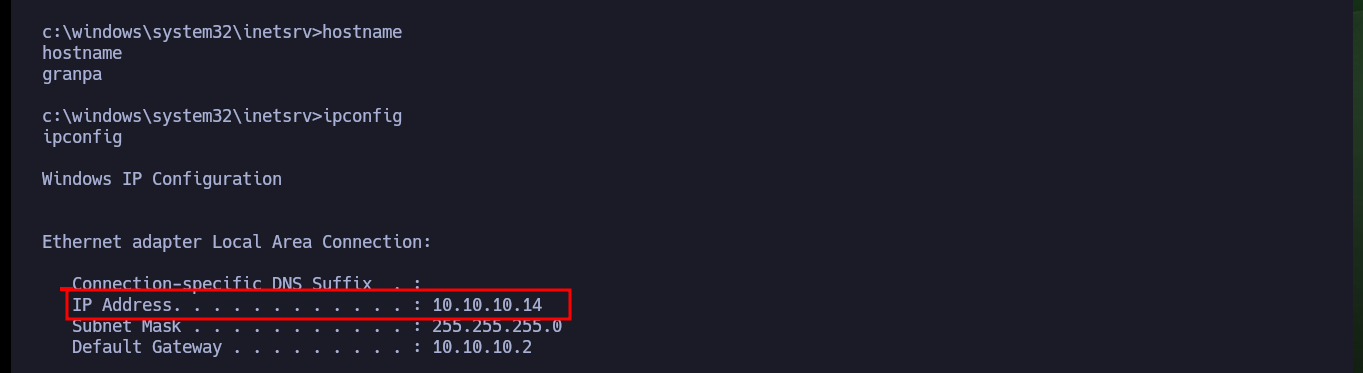 c:\windows\system32\inetsrv>hostname
hostname
granpa
c:\windows\system32\inetsrv>ipconfig
ipconfig
Windows IP Configuration
Ethernet adapter Local Area Connection:
Connection-specific DNS Suffix  . :
IP Address. . . . . . . . . . . . : 10.10.10.14
Subnet Mask . . . . . . . . . . . : 255.255.255.0
Default Gateway . . . . . . . . . : 10.10.10.2